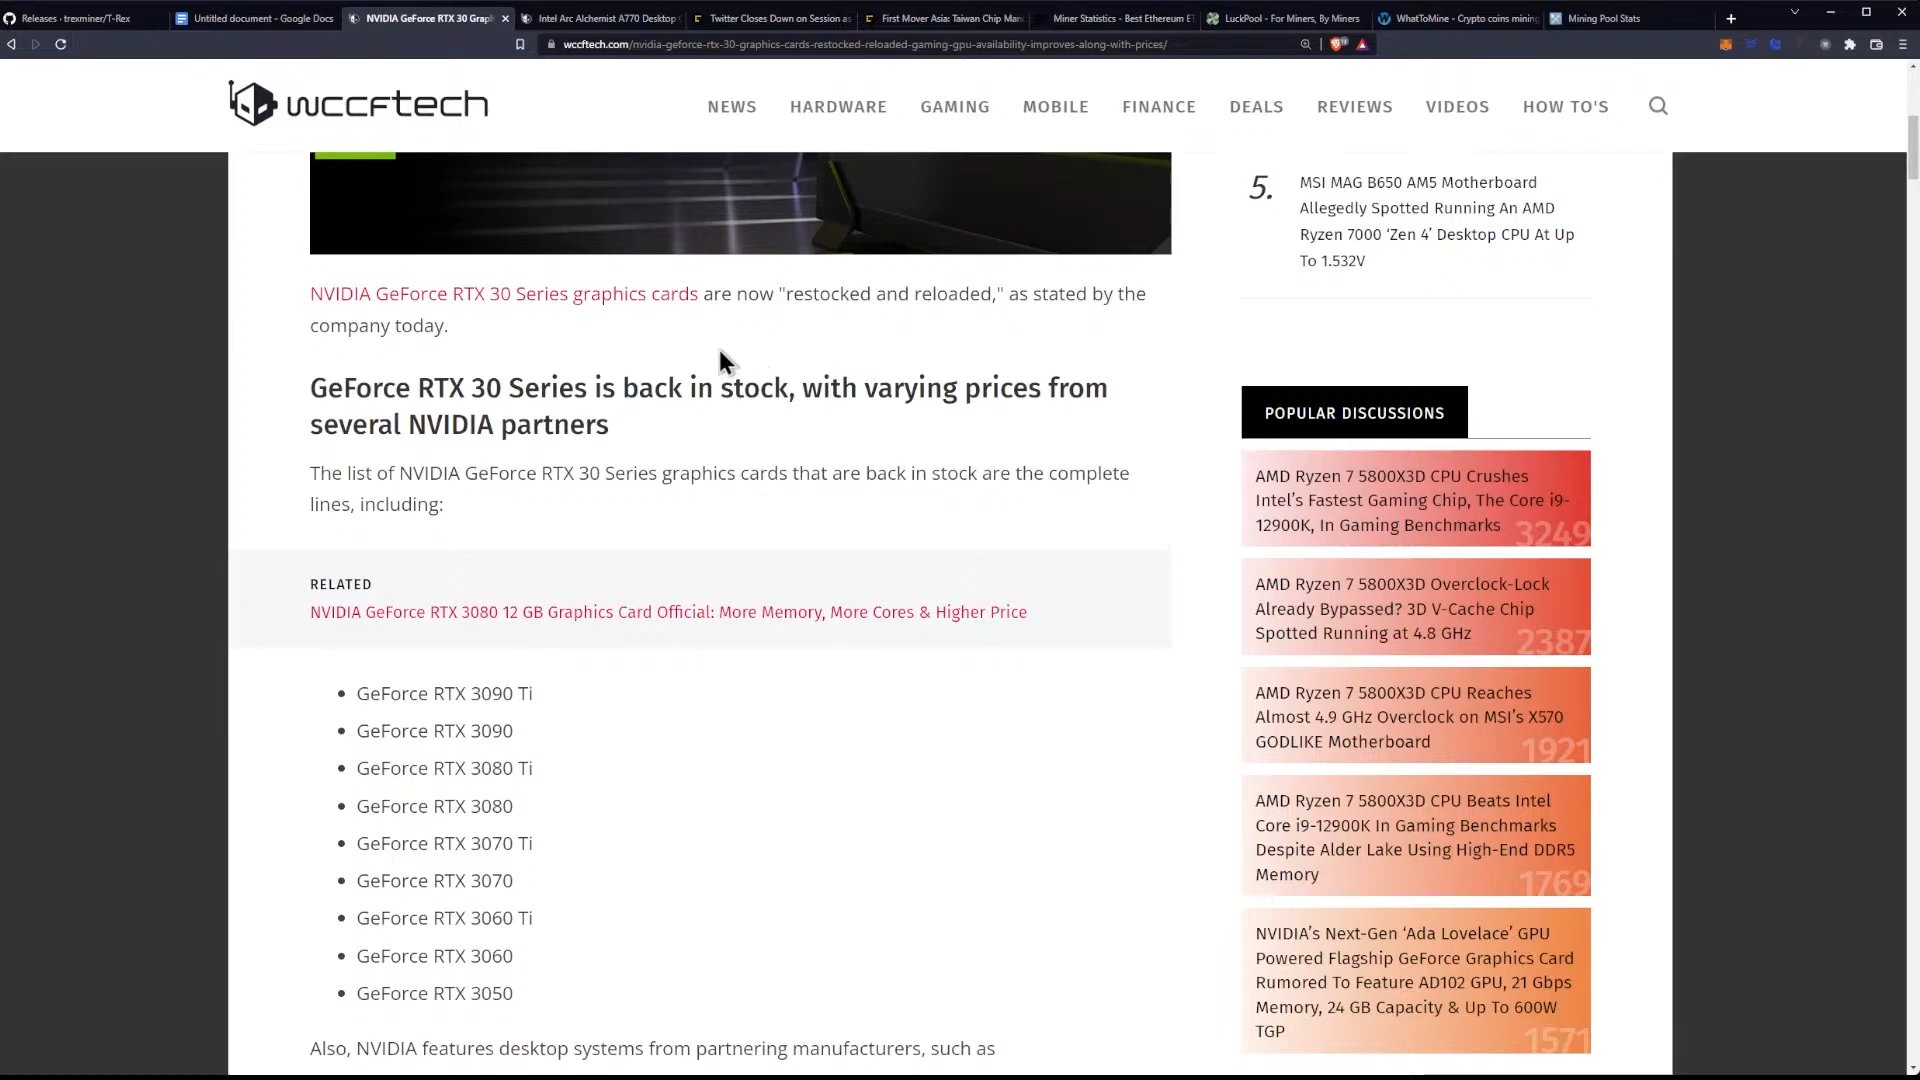 Releases · trexminer/T-Rex
Untitled document - Google Docs
NVIDIA GeForce RTX 30 Grap
Intel Arc Alchemist A770 Desktop
Twitter Closes Down on Session as
First Mover Asia: Taiwan Chip Man
Miner Statistics - Best Ethereum ET
LuckPool - For Miners, By Miners
WhatToMine - Crypto coins mining
Mining Pool Stats
wccftech.com/nvidia-geforce-rtx-30-graphics-cards-restocked-reloaded-gaming-gpu-availability-improves-along-with-prices/
wccftech
NEWS HARDWARE GAMING MOBILE FINANCE DEALS REVIEWS VIDEOS HOW TO'S
NVIDIA GeForce RTX 30 Series graphics cards are now "restocked and reloaded," as stated by the
company today.
GeForce RTX 30 Series is back in stock, with varying prices from
several NVIDIA partners
The list of NVIDIA GeForce RTX 30 Series graphics cards that are back in stock are the complete
lines, including:
RELATED
NVIDIA GeForce RTX 3080 12 GB Graphics Card Official: More Memory, More Cores & Higher Price
• GeForce RTX 3090 Ti
• GeForce RTX 3090
• GeForce RTX 3080 Ti
• GeForce RTX 3080
• GeForce RTX 3070 Ti
• GeForce RTX 3070
• GeForce RTX 3060 Ti
• GeForce RTX 3060
• GeForce RTX 3050
Also, NVIDIA features desktop systems from partnering manufacturers, such as
5.
MSI MAG B650 AM5 Motherboard
Allegedly Spotted Running An AMD
Ryzen 7000 ‘Zen 4’ Desktop CPU At Up
To 1.532V
POPULAR DISCUSSIONS
AMD Ryzen 7 5800X3D CPU Crushes
Intel’s Fastest Gaming Chip, The Core i9-
12900K, In Gaming Benchmarks
3249
AMD Ryzen 7 5800X3D Overclock-Lock
Already Bypassed? 3D V-Cache Chip
Spotted Running at 4.8 GHz
2387
AMD Ryzen 7 5800X3D CPU Reaches
Almost 4.9 GHz Overclock on MSI’s X570
GODLIKE Motherboard
1921
AMD Ryzen 7 5800X3D CPU Beats Intel
Core i9-12900K In Gaming Benchmarks
Despite Alder Lake Using High-End DDR5
Memory
1769
NVIDIA’s Next-Gen ‘Ada Lovelace’ GPU
Powered Flagship GeForce Graphics Card
Rumored To Feature AD102 GPU, 21 Gbps
Memory, 24 GB Capacity & Up To 600W
TGP
1571